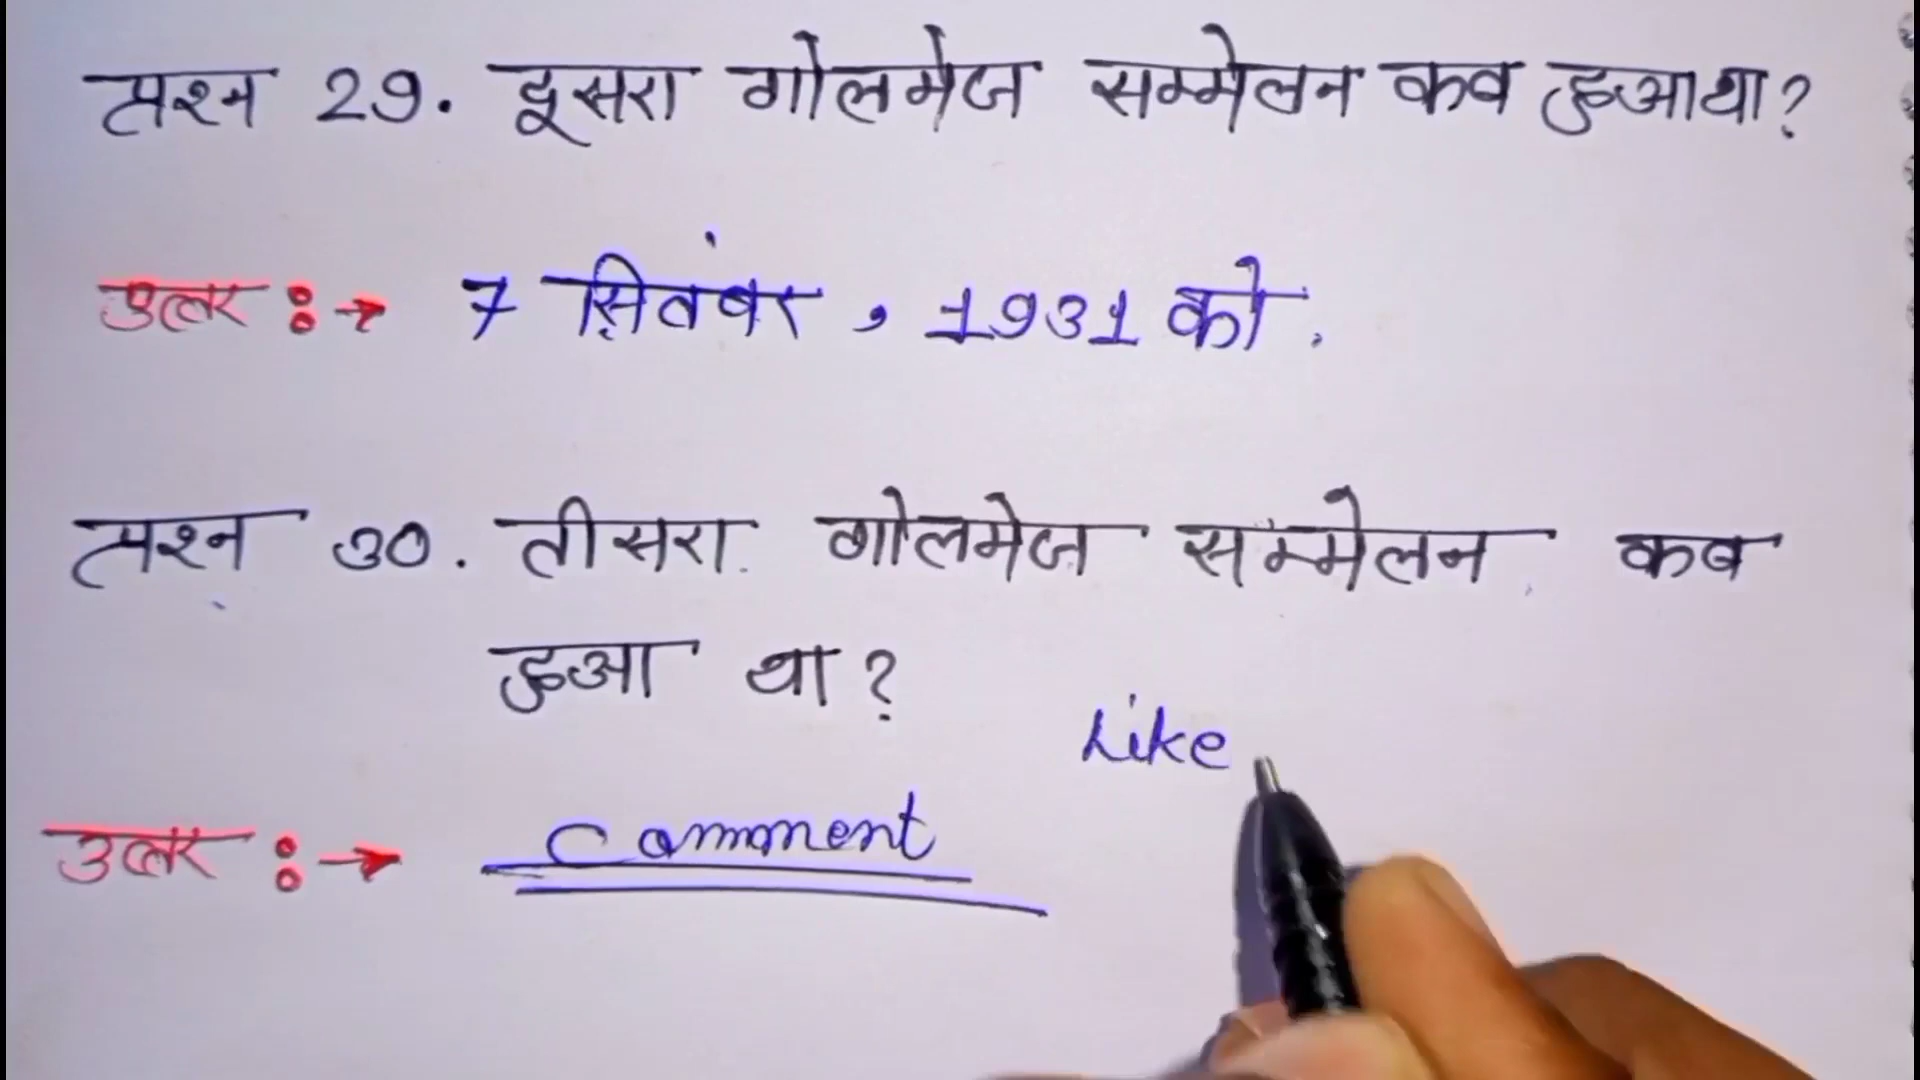 प्रश्न 29. दूसरा गोलमेज सम्मेलन कब हुआ था?
उत्तर :→ 7 सितंबर, 1931 को.
प्रश्न 30. तीसरा गोलमेज सम्मेलन कब
हुआ था?
Like
उत्तर :→ Comment